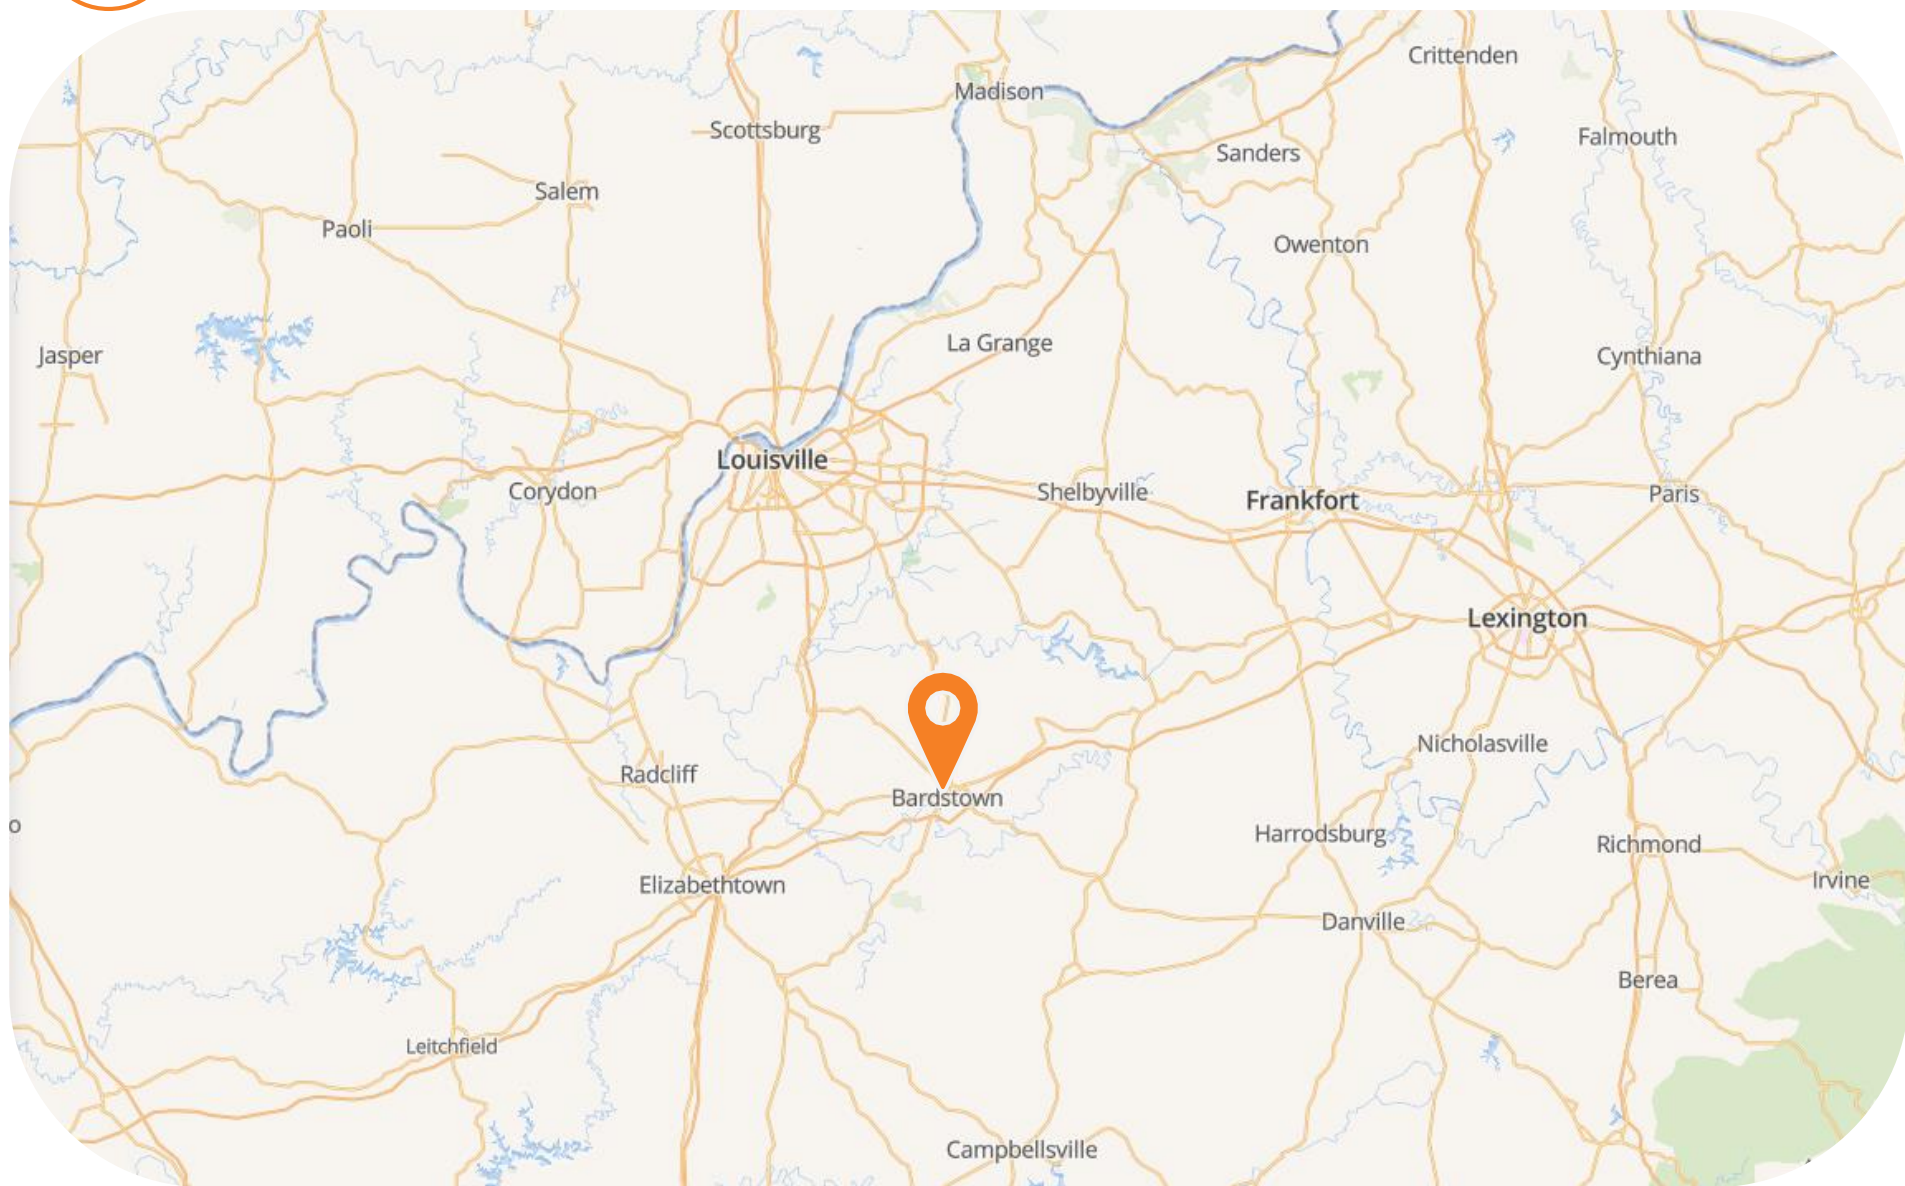 Crittenden
Madison
Scottsburg
Falmouth
Sanders
Salem
Paoli
Owenton
La Grange
Jasper
Cynthiana
Louisville
Corydon
Shelbyville
Frankfort
Paris
Lexington
Nicholasville
Radcliff
Bardstown
o
Harrodsburg
Richmond
Irvine
Elizabethtown
Danville
Berea
Leitchfield
Campbellsville